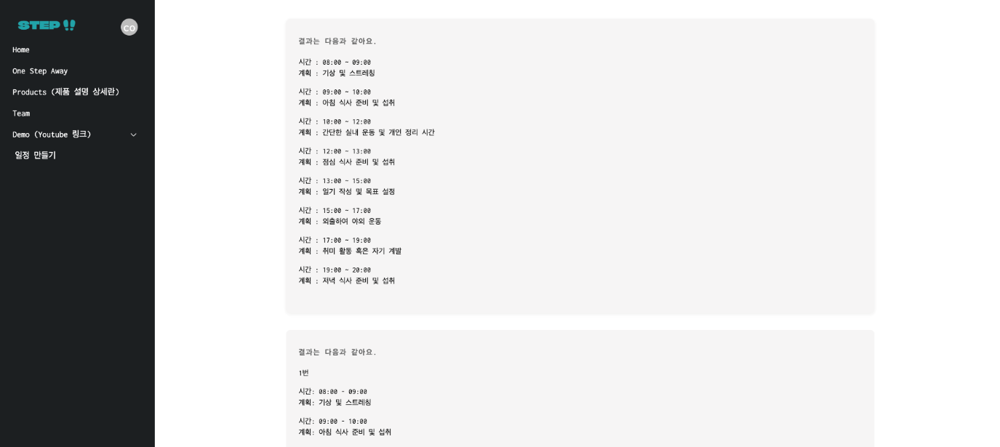 STEP!!
CO
Home
One Step Away
Products (제품 설명 상세란)
Team
Demo (Youtube 링크)
일정 만들기
결과는 다음과 같아요.
시간 : 08:00 ~ 09:00
계획 : 기상 및 스트레칭
시간 : 09:00 ~ 10:00
계획 : 아침 식사 준비 및 섭취
시간 : 10:00 ~ 12:00
계획 : 간단한 실내 운동 및 개인 정리 시간
시간 : 12:00 ~ 13:00
계획 : 점심 식사 준비 및 섭취
시간 : 13:00 ~ 15:00
계획 : 일기 작성 및 목표 설정
시간 : 15:00 ~ 17:00
계획 : 외출하여 야외 운동
시간 : 17:00 ~ 19:00
계획 : 취미 활동 혹은 자기 계발
시간 : 19:00 ~ 20:00
계획 : 저녁 식사 준비 및 섭취
결과는 다음과 같아요.
1번
시간: 08:00 - 09:00
계획: 기상 및 스트레칭
시간: 09:00 - 10:00
계획: 아침 식사 준비 및 섭취